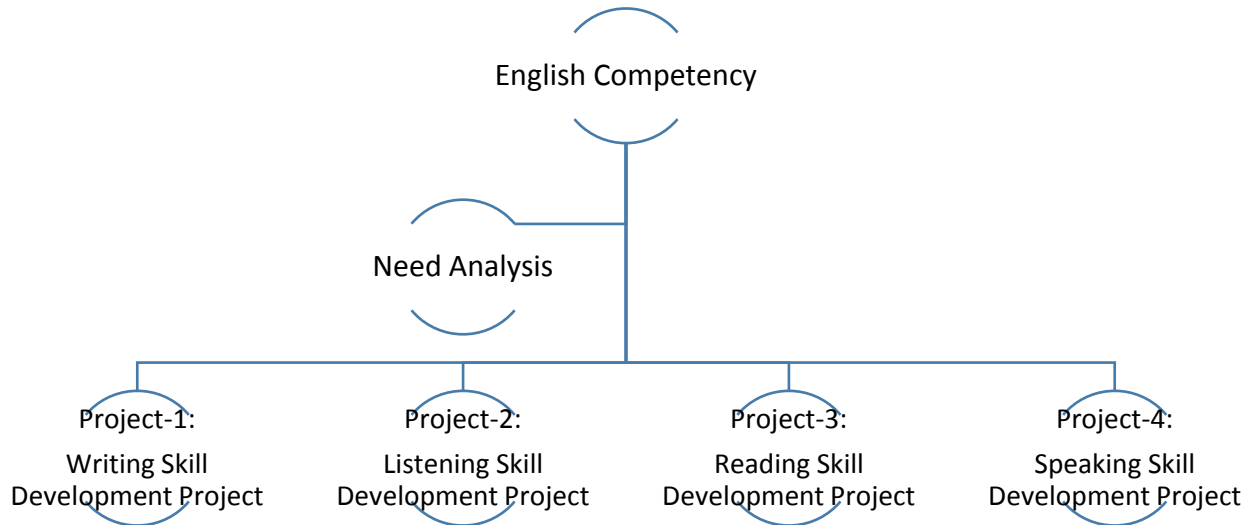 English Competency
Need Analysis
Project-1:
Writing Skill
Development Project
Project-2:
Listening Skill
Development Project
Project-3:
Reading Skill
Development Project
Project-4:
Speaking Skill
Development Project